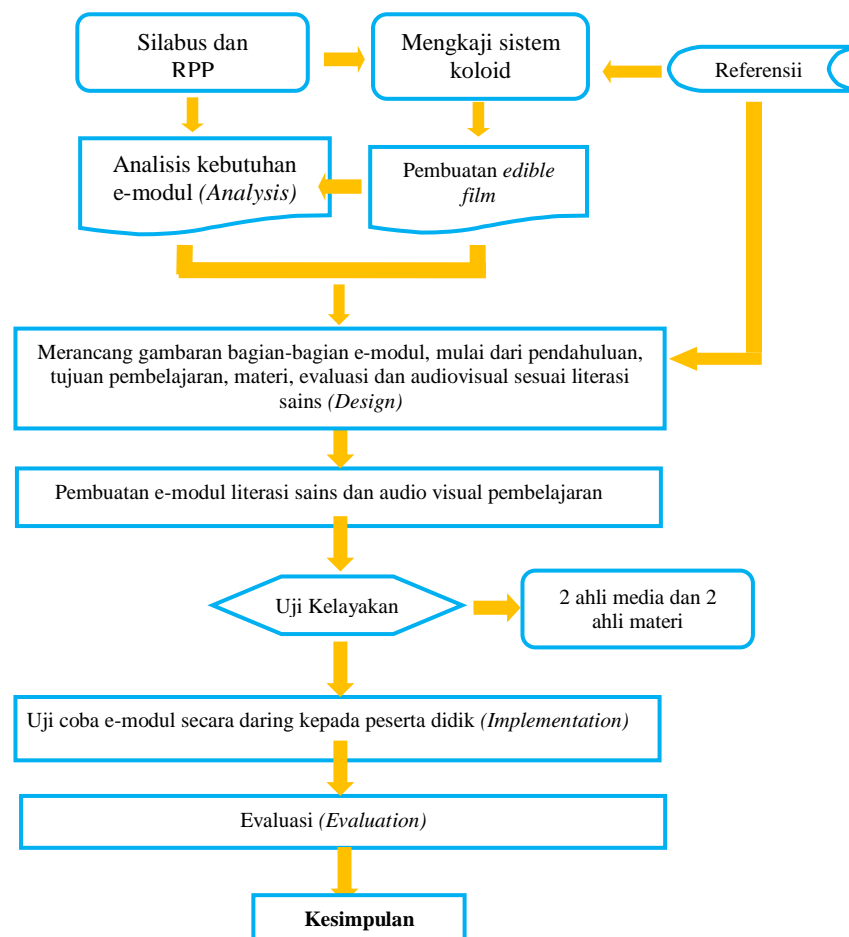 Silabus dan
RPP
Mengkaji sistem
koloid
Referensii
Analisis kebutuhan
e-modul (Analysis)
Pembuatan edible
film
Merancang gambaran bagian-bagian e-modul, mulai dari pendahuluan,
tujuan pembelajaran, materi, evaluasi dan audiovisual sesuai literasi
sains (Design)
Pembuatan e-modul literasi sains dan audio visual pembelajaran
Uji Kelayakan
2 ahli media dan 2
ahli materi
Uji coba e-modul secara daring kepada peserta didik (Implementation)
Evaluasi (Evaluation)
Kesimpulan